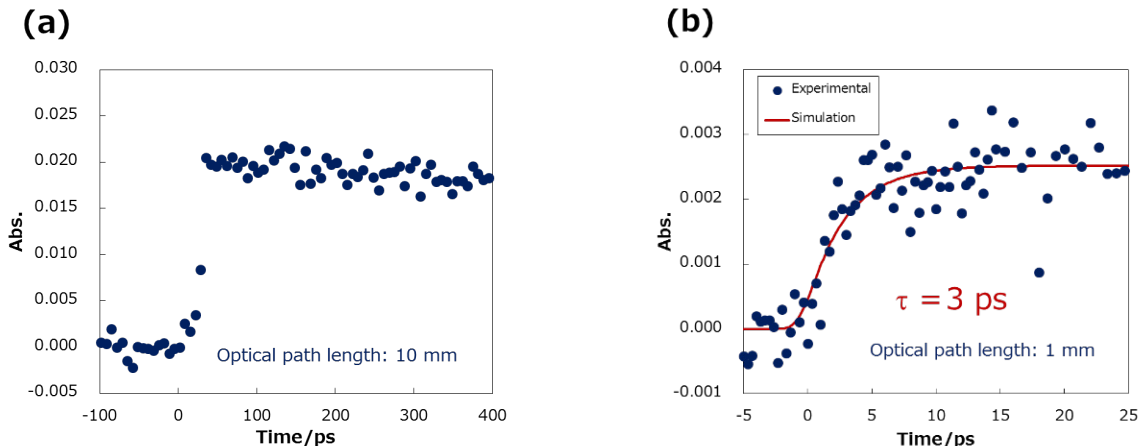 (a)
0.030
0.025
0.020
0.015
0.010
0.005
0.000
-0.005
Abs.
-100
0
100
200
300
400
Time/ps
Optical path length: 10 mm
(b)
0.004
0.003
0.002
0.001
0.000
-0.001
Abs.
Experimental
Simulation
τ = 3 ps
Optical path length: 1 mm
-5
0
5
10
15
20
25
Time/ps